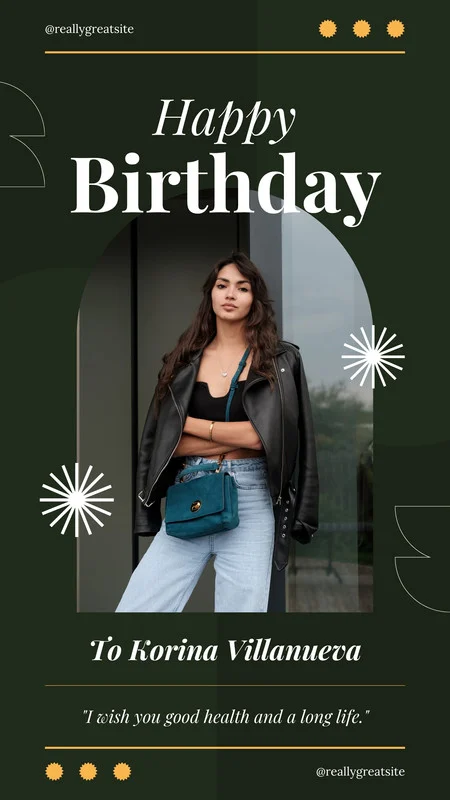 @reallygreatsite
Happy
Birthday
To Korina Villanueva
"I wish you good health and a long life."
@reallygreatsite